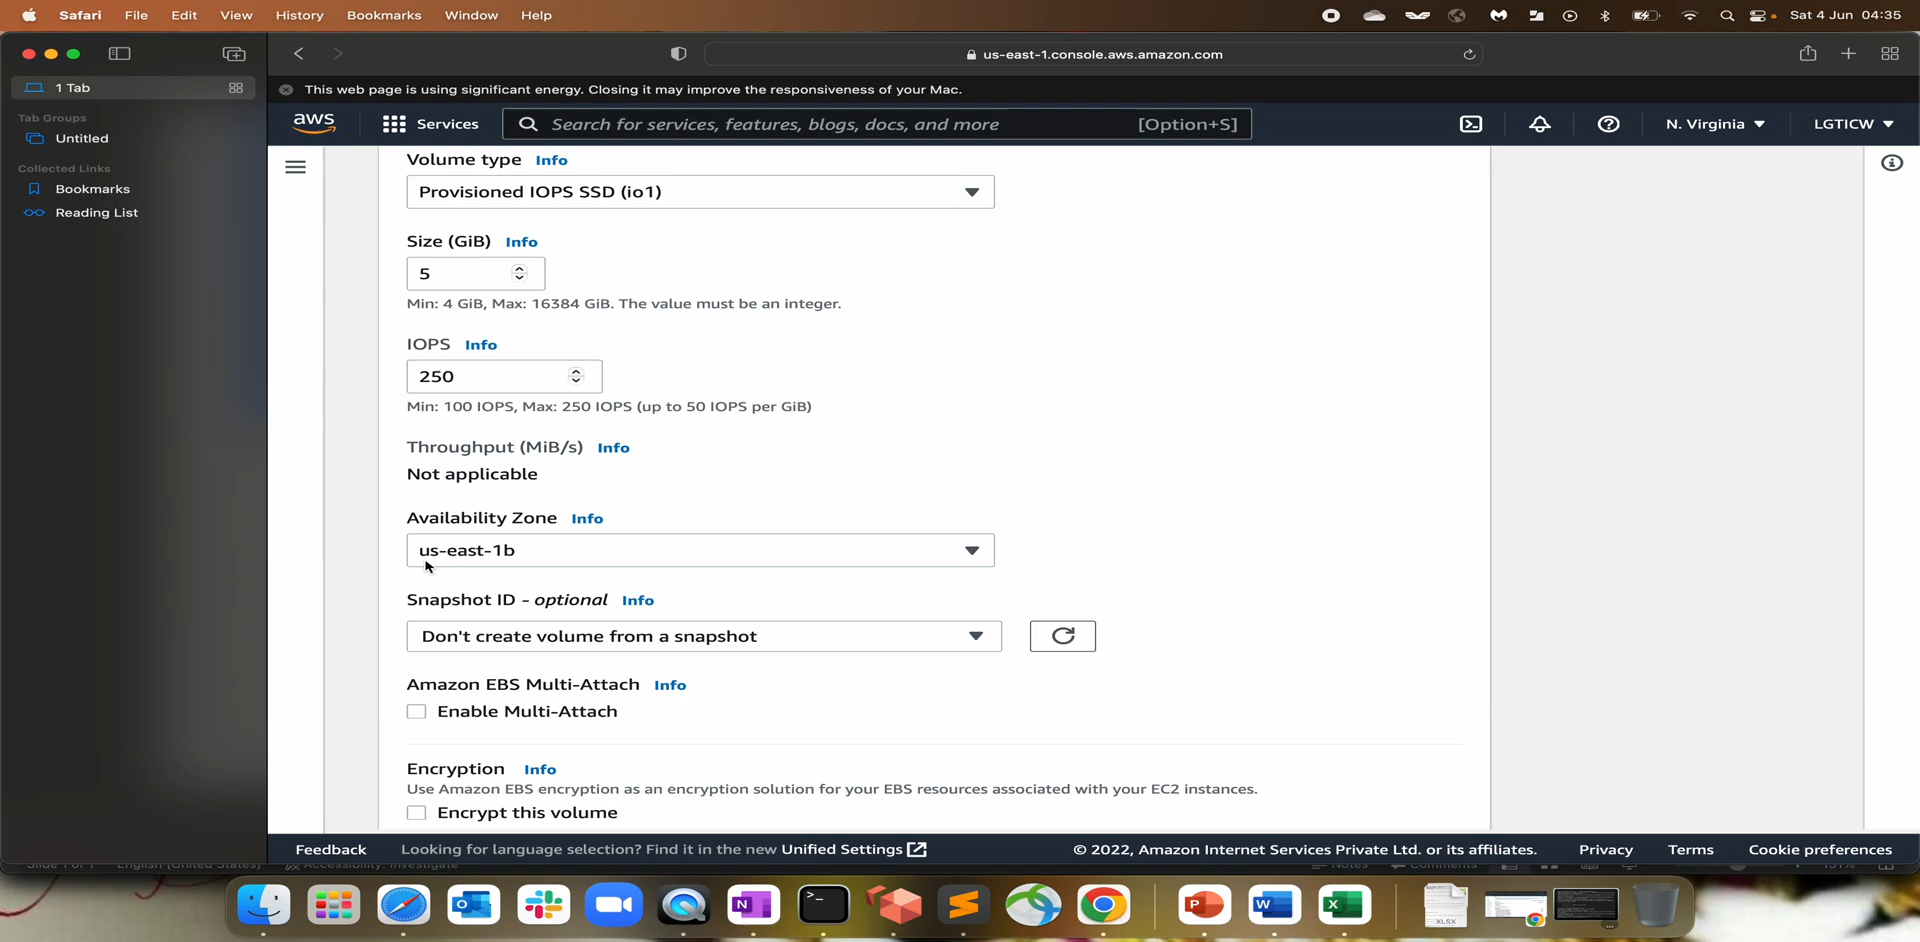 Safari File Edit View History Bookmarks Window Help Sat 4 Jun 04:35
us-east-1.console.aws.amazon.com
1 Tab
This web page is using significant energy. Closing it may improve the responsiveness of your Mac.
Tab Groups
Untitled
Collected Links
Bookmarks
Reading List
aws Services Search for services, features, blogs, docs, and more [Option+S] N. Virginia LGTICW
Volume type Info
Provisioned IOPS SSD (io1)
Size (GiB) Info
5
Min: 4 GiB, Max: 16384 GiB. The value must be an integer.
IOPS Info
250
Min: 100 IOPS, Max: 250 IOPS (up to 50 IOPS per GiB)
Throughput (MiB/s) Info
Not applicable
Availability Zone Info
us-east-1b
Snapshot ID - optional Info
Don't create volume from a snapshot
Amazon EBS Multi-Attach Info
Enable Multi-Attach
Encryption Info
Use Amazon EBS encryption as an encryption solution for your EBS resources associated with your EC2 instances.
Encrypt this volume
Feedback Looking for language selection? Find it in the new Unified Settings © 2022, Amazon Internet Services Private Ltd. or its affiliates. Privacy Terms Cookie preferences